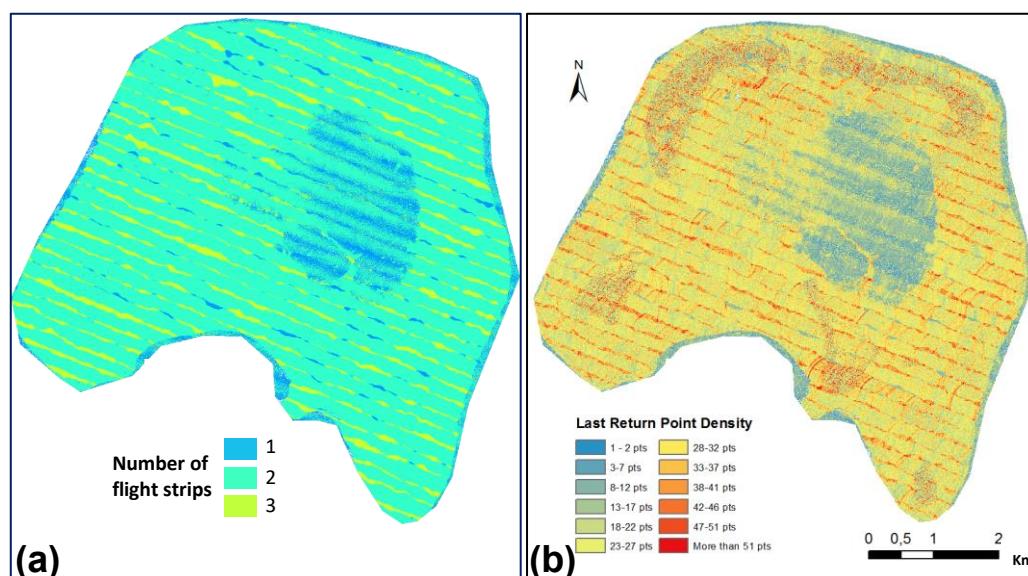 Number of
flight strips
1
2
3
(a)
N
Last Return Point Density
1 - 2 pts
3-7 pts
8-12 pts
13-17 pts
18-22 pts
23-27 pts
28-32 pts
33-37 pts
38-41 pts
42-46 pts
47-51 pts
More than 51 pts
0 0,5 1 2
Km
(b)